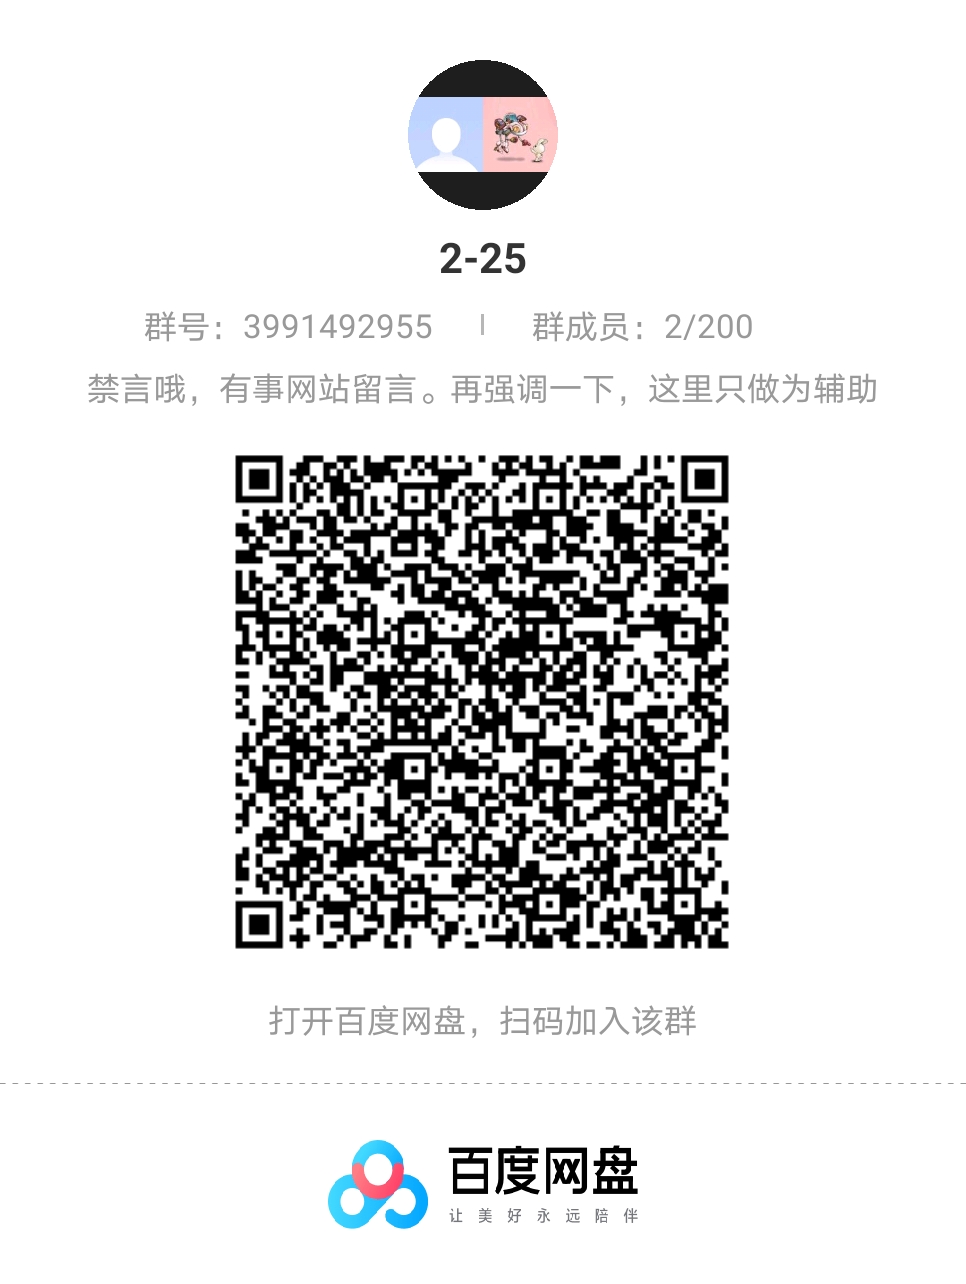 2-25
群号：3991492955 | 群成员：2/200
禁言哦，有事网站留言。再强调一下，这里只做为辅助
打开百度网盘，扫码加入该群
百度网盘
让美好永远陪伴